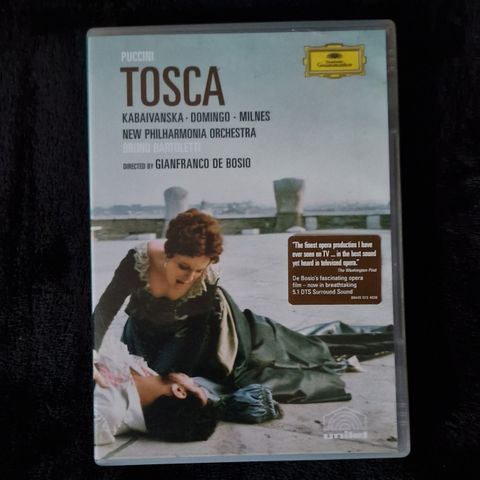 PUCCINI
TOSCA
KABAIVANSKA · DOMINGO · MILNES
NEW PHILHARMONIA ORCHESTRA
BRUNO BARTOLETTI
DIRECTED BY GIANFRANCO DE BOSIO
Deutsche
Grammophon
"The finest opera production I have
ever seen on TV ... in the best sound
yet heard in televised opera."
The Washington Post
De Bosio's fascinating opera
film – now in breathtaking
5.1 DTS Surround Sound
unitel